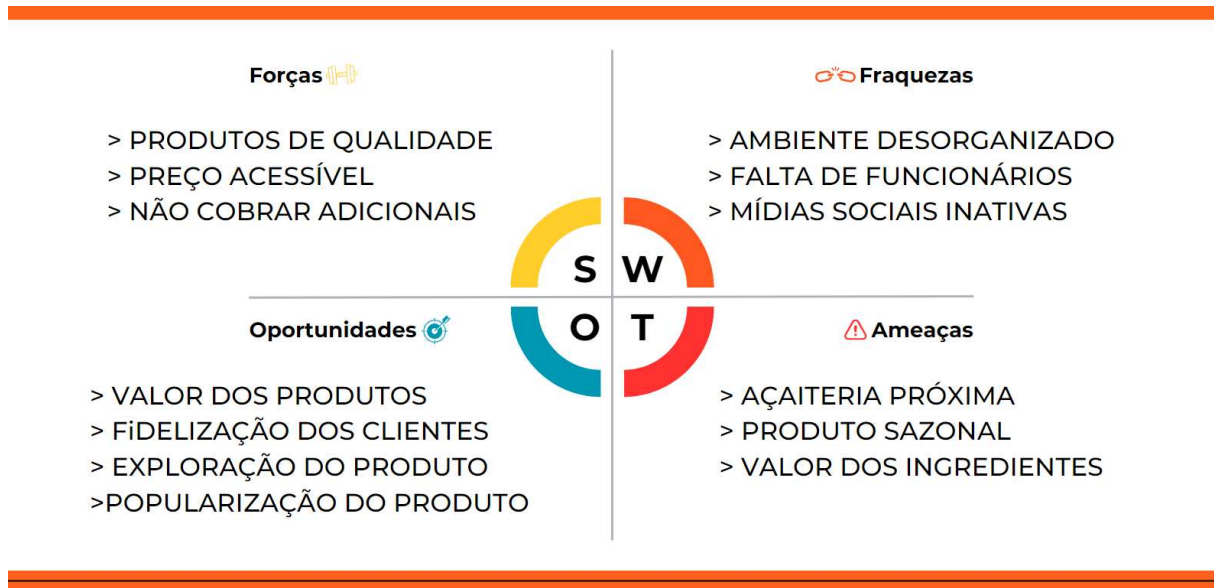 Forças
> PRODUTOS DE QUALIDADE
> PREÇO ACESSÍVEL
> NÃO COBRAR ADICIONAIS
Fraquezas
> AMBIENTE DESORGANIZADO
> FALTA DE FUNCIONÁRIOS
> MÍDIAS SOCIAIS INATIVAS
S W
O T
Oportunidades
> VALOR DOS PRODUTOS
> FiDELIZAÇÃO DOS CLIENTES
> EXPLORAÇÃO DO PRODUTO
>POPULARIZAÇÃO DO PRODUTO
Ameaças
> AÇAITERIA PRÓXIMA
> PRODUTO SAZONAL
> VALOR DOS INGREDIENTES